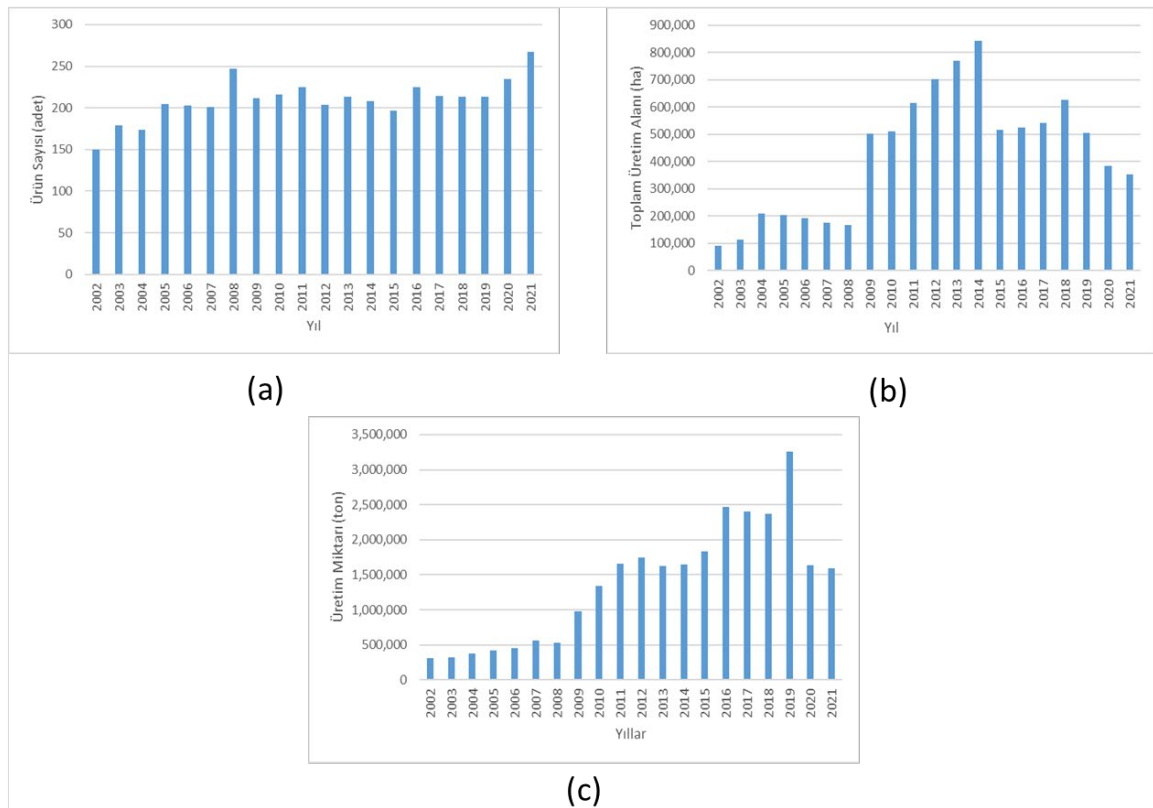 300
250
200
150
100
50
0
Ürün Sayısı (adet)
2002 2003 2004 2005 2006 2007 2008 2009 2010 2011 2012 2013 2014 2015 2016 2017 2018 2019 2020 2021
Yıl
(a)
900,000
800,000
700,000
600,000
500,000
400,000
300,000
200,000
100,000
0
Toplam Üretim Alanı (ha)
2002 2003 2004 2005 2006 2007 2008 2009 2010 2011 2012 2013 2014 2015 2016 2017 2018 2019 2020 2021
Yıl
(b)
3,500,000
3,000,000
2,500,000
2,000,000
1,500,000
1,000,000
500,000
0
Üretim Miktarı (ton)
2002 2003 2004 2005 2006 2007 2008 2009 2010 2011 2012 2013 2014 2015 2016 2017 2018 2019 2020 2021
Yıllar
(c)